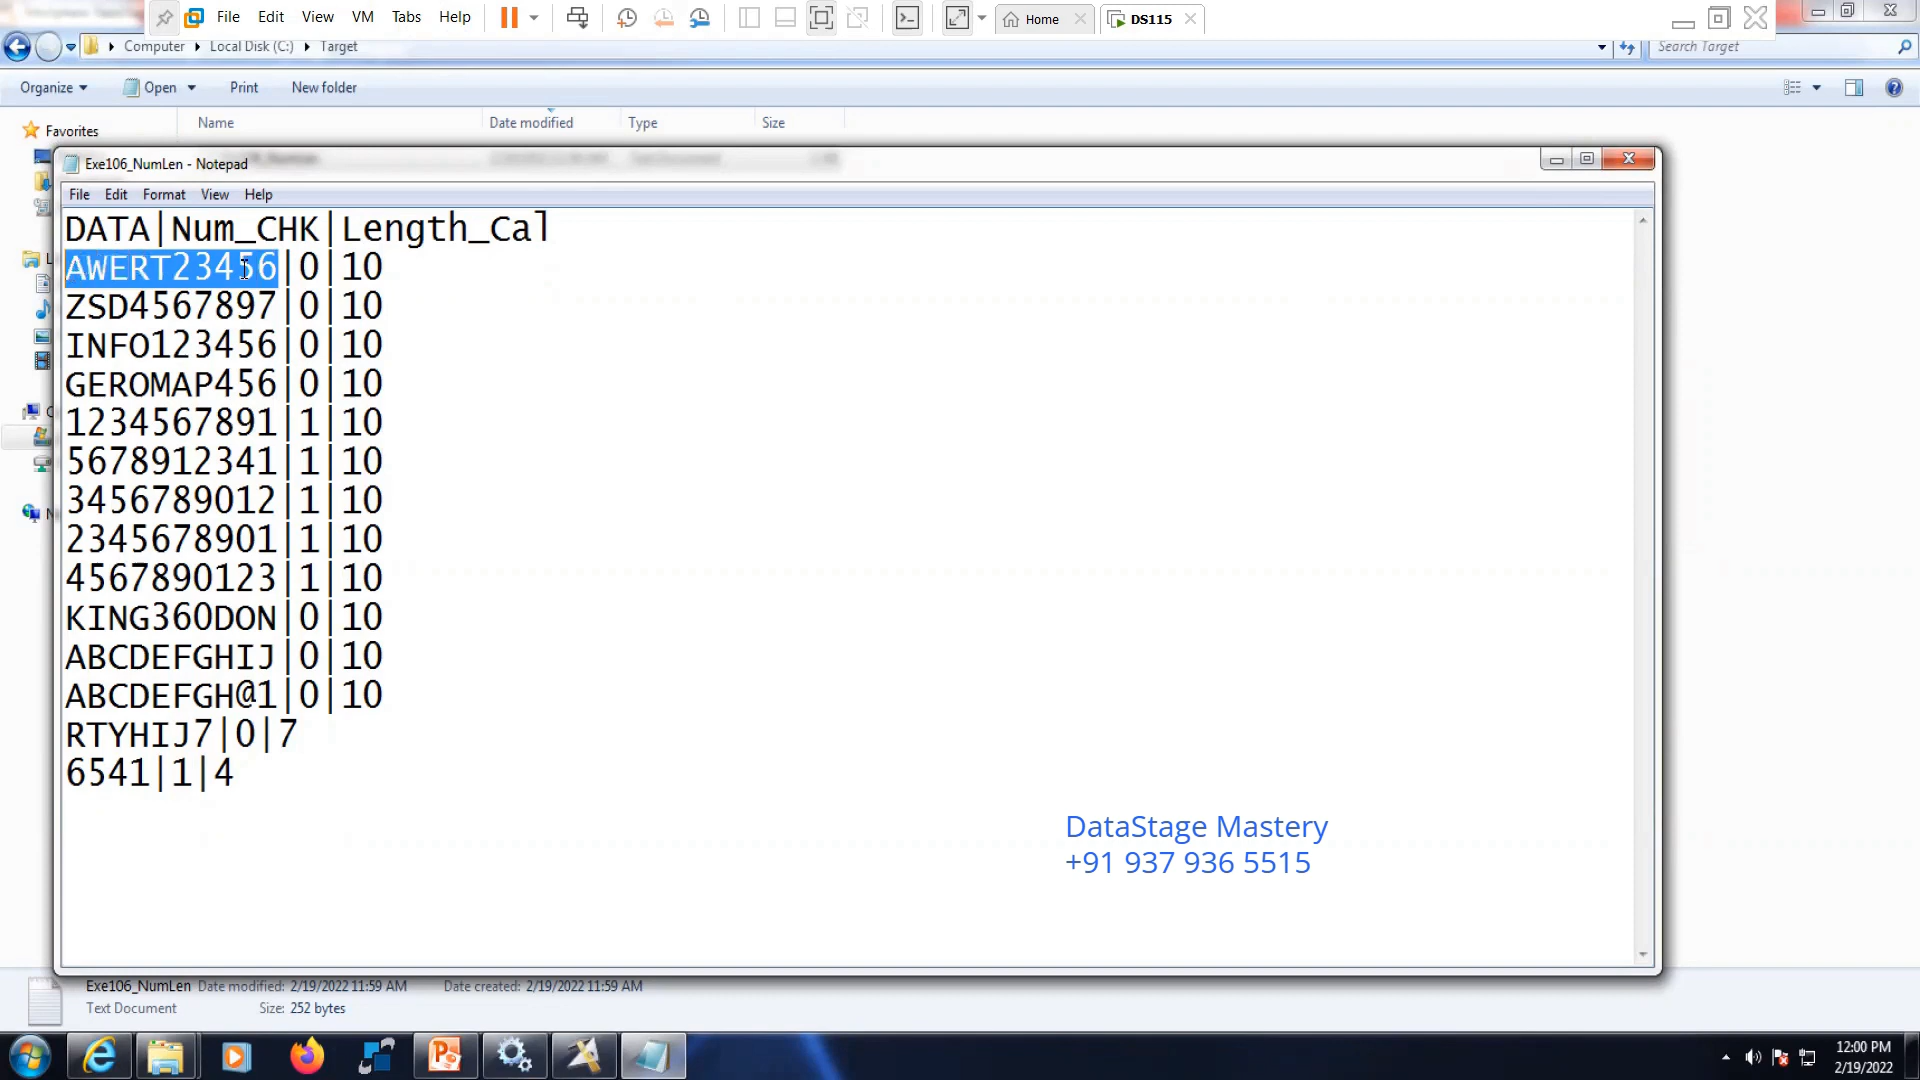 File Edit View VM Tabs Help
Home
DS115
Computer Local Disk (C:) Target
Search Target
Organize Open Print New folder
Favorites
Name Date modified Type Size
Exe106_NumLen - Notepad
File Edit Format View Help
DATA|Num_CHK|Length_Cal
AWERT23456|0|10
ZSD4567897|0|10
INFO123456|0|10
GEROMAP456|0|10
1234567891|1|10
5678912341|1|10
3456789012|1|10
2345678901|1|10
4567890123|1|10
KING360DON|0|10
ABCDEFGHIJ|0|10
ABCDEFGH@1|0|10
RTYHIJ7|0|7
6541|1|4
DataStage Mastery
+91 937 936 5515
Exe106_NumLen Date modified: 2/19/2022 11:59 AM Date created: 2/19/2022 11:59 AM
Text Document Size: 252 bytes
12:00 PM
2/19/2022